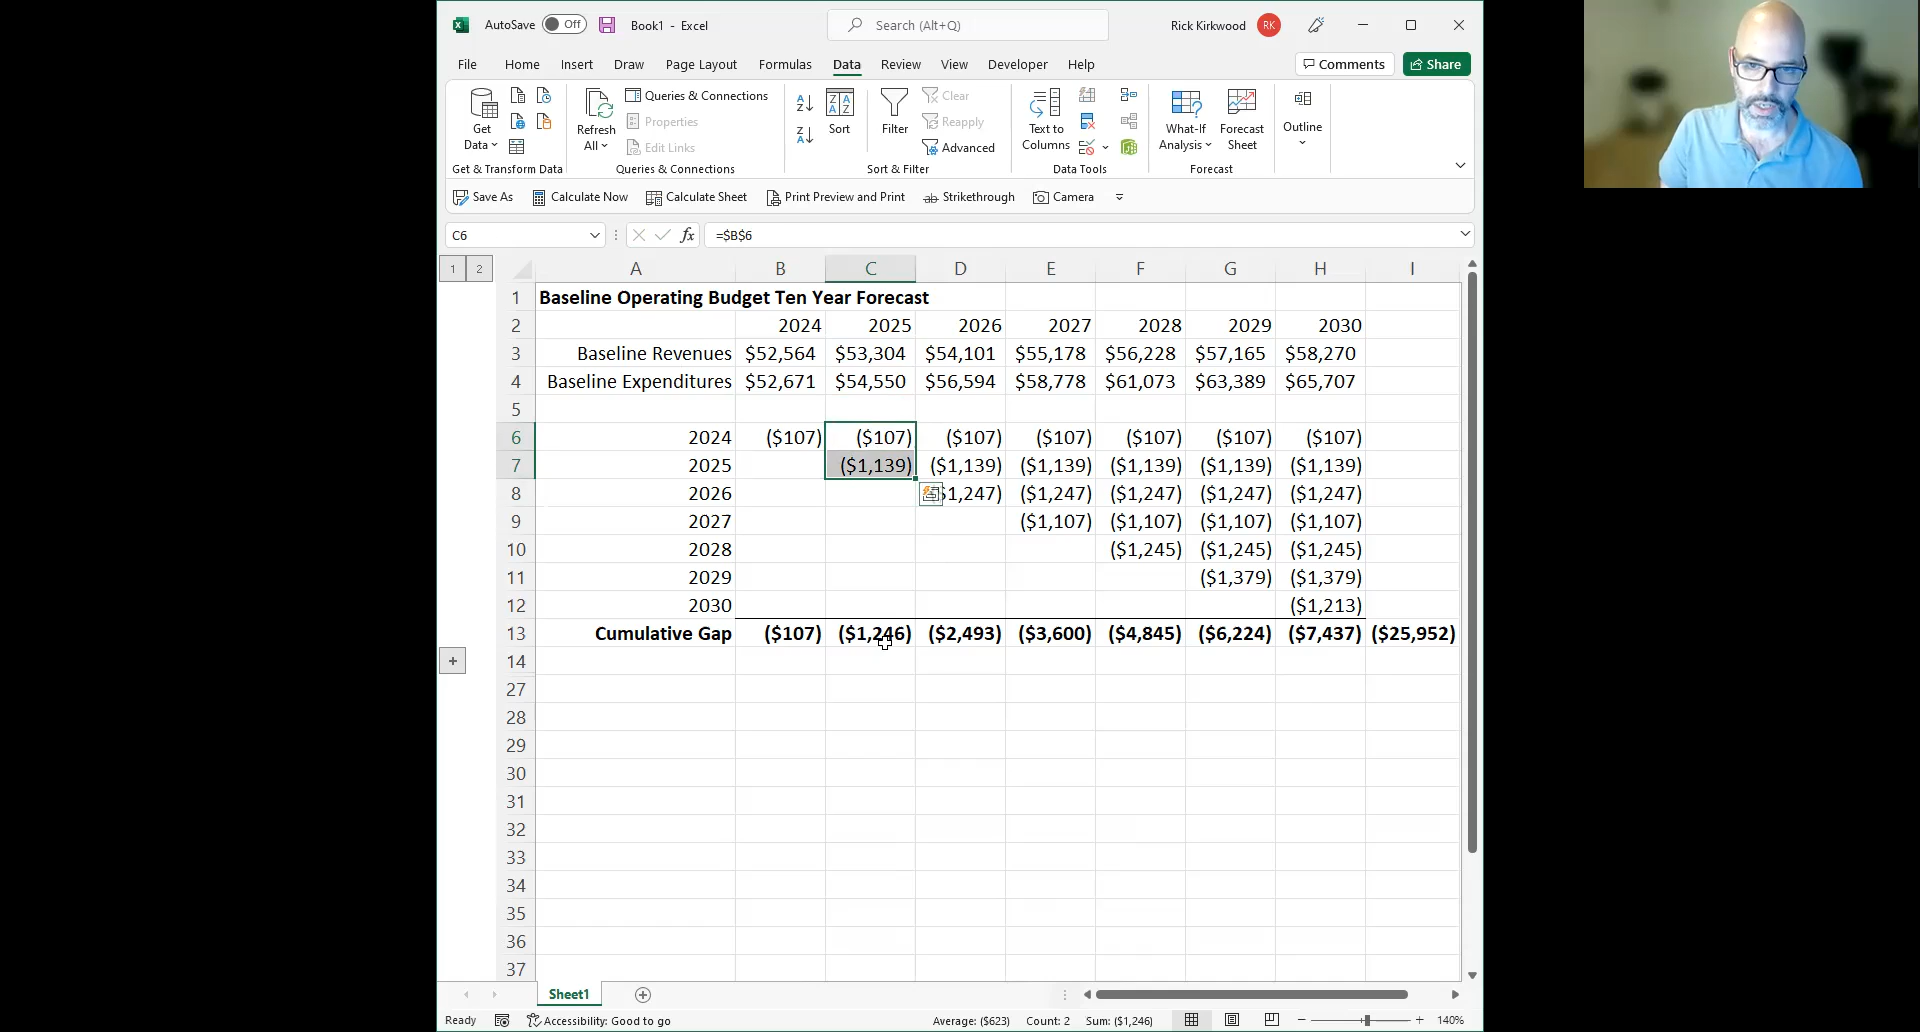 AutoSave Off Book1 - Excel Search (Alt+Q) Rick Kirkwood RK
File Home Insert Draw Page Layout Formulas Data Review View Developer Help Comments Share
Get Data Refresh All Queries & Connections Properties Edit Links Sort Filter Clear Reapply Advanced Text to Columns What-If Analysis Forecast Sheet Outline
Get & Transform Data Queries & Connections Sort & Filter Data Tools Forecast
Save As Calculate Now Calculate Sheet Print Preview and Print ab Strikethrough Camera
C6 fx =$B$6
1 2 A B C D E F G H I
1 Baseline Operating Budget Ten Year Forecast
2 2024 2025 2026 2027 2028 2029 2030
3 Baseline Revenues $52,564 $53,304 $54,101 $55,178 $56,228 $57,165 $58,270
4 Baseline Expenditures $52,671 $54,550 $56,594 $58,778 $61,073 $63,389 $65,707
5
6 2024 ($107) ($107) ($107) ($107) ($107) ($107) ($107)
7 2025 ($1,139) ($1,139) ($1,139) ($1,139) ($1,139) ($1,139)
8 2026 $1,247) ($1,247) ($1,247) ($1,247) ($1,247)
9 2027 ($1,107) ($1,107) ($1,107) ($1,107)
10 2028 ($1,245) ($1,245) ($1,245)
11 2029 ($1,379) ($1,379)
12 2030 ($1,213)
13 Cumulative Gap ($107) ($1,246) ($2,493) ($3,600) ($4,845) ($6,224) ($7,437) ($25,952)
14
27
28
29
30
31
32
33
34
35
36
37
Sheet1
Ready Accessibility: Good to go Average: ($623) Count: 2 Sum: ($1,246) 140%